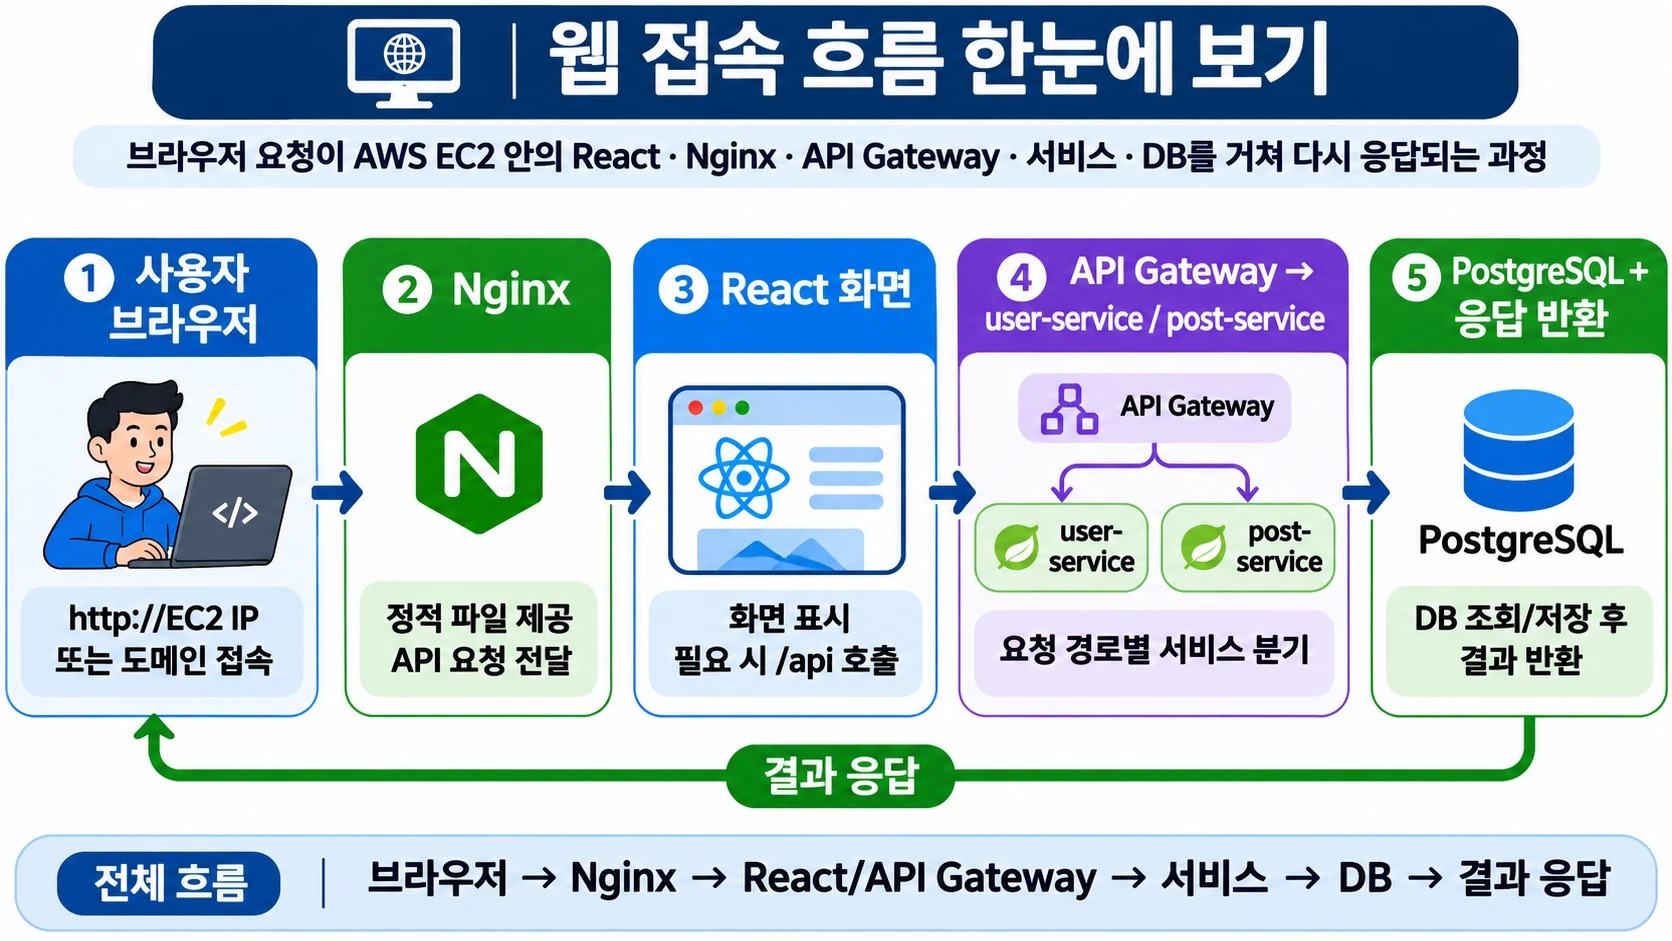 웹 접속 흐름 한눈에 보기
브라우저 요청이 AWS EC2 안의 React · Nginx · API Gateway · 서비스 · DB를 거쳐 다시 응답되는 과정
1 사용자
브라우저
</>
http://EC2 IP
또는 도메인 접속
2 Nginx
N
정적 파일 제공
API 요청 전달
3 React 화면
화면 표시
필요 시 /api 호출
4 API Gateway →
user-service / post-service
API Gateway
user-
service
post-
service
요청 경로별 서비스 분기
5 PostgreSQL +
응답 반환
PostgreSQL
DB 조회/저장 후
결과 반환
결과 응답
전체 흐름
브라우저 → Nginx → React/API Gateway → 서비스 → DB → 결과 응답